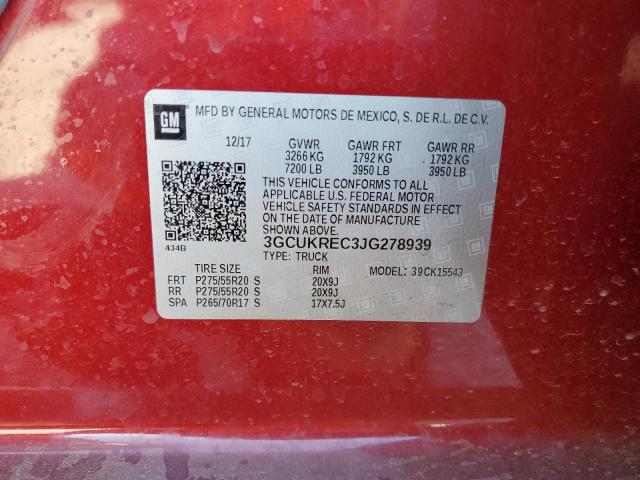 GM
MFD BY GENERAL MOTORS DE MEXICO, S. DE R.L. DE C.V.
12/17 GVWR GAWR FRT GAWR RR
3266 KG 1792 KG 1792 KG
7200 LB 3950 LB 3950 LB
THIS VEHICLE CONFORMS TO ALL
APPLICABLE U.S. FEDERAL MOTOR
VEHICLE SAFETY STANDARDS IN EFFECT
ON THE DATE OF MANUFACTURE
SHOWN ABOVE.
434B 3GCUKREC3JG278939
TYPE: TRUCK
TIRE SIZE RIM MODEL: 39CK15543
FRT P275/55R20 S 20X9J
RR P275/55R20 S 20X9J
SPA P265/70R17 S 17X7.5J